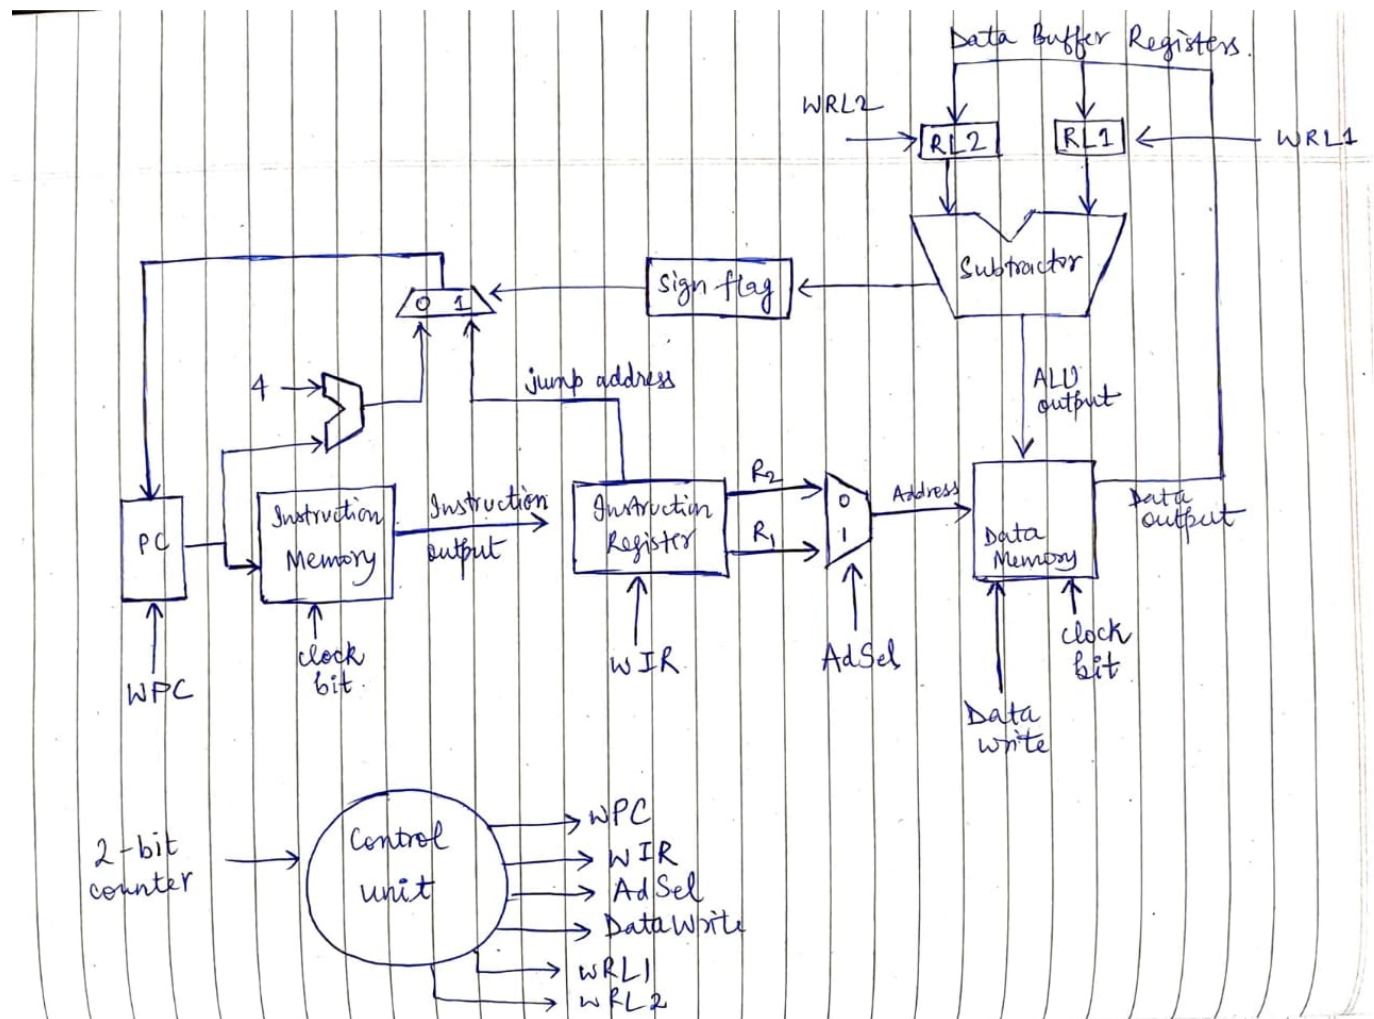 Data Buffer Registers.
WRL2
RL2
RL1
WRL1
Subtractor
Sign flag
0 1
4
jump address
ALU
output
PC
Instruction
Memory
Instruction
output
Instruction
Register
R2
R1
0
1
Address
Data
Memory
Data
output
WPC
clock
bit.
WIR
AdSel
Data
write
clock
bit
2-bit
counter
Control
unit
WPC
WIR
AdSel
DataWrite
WRL1
WRL2